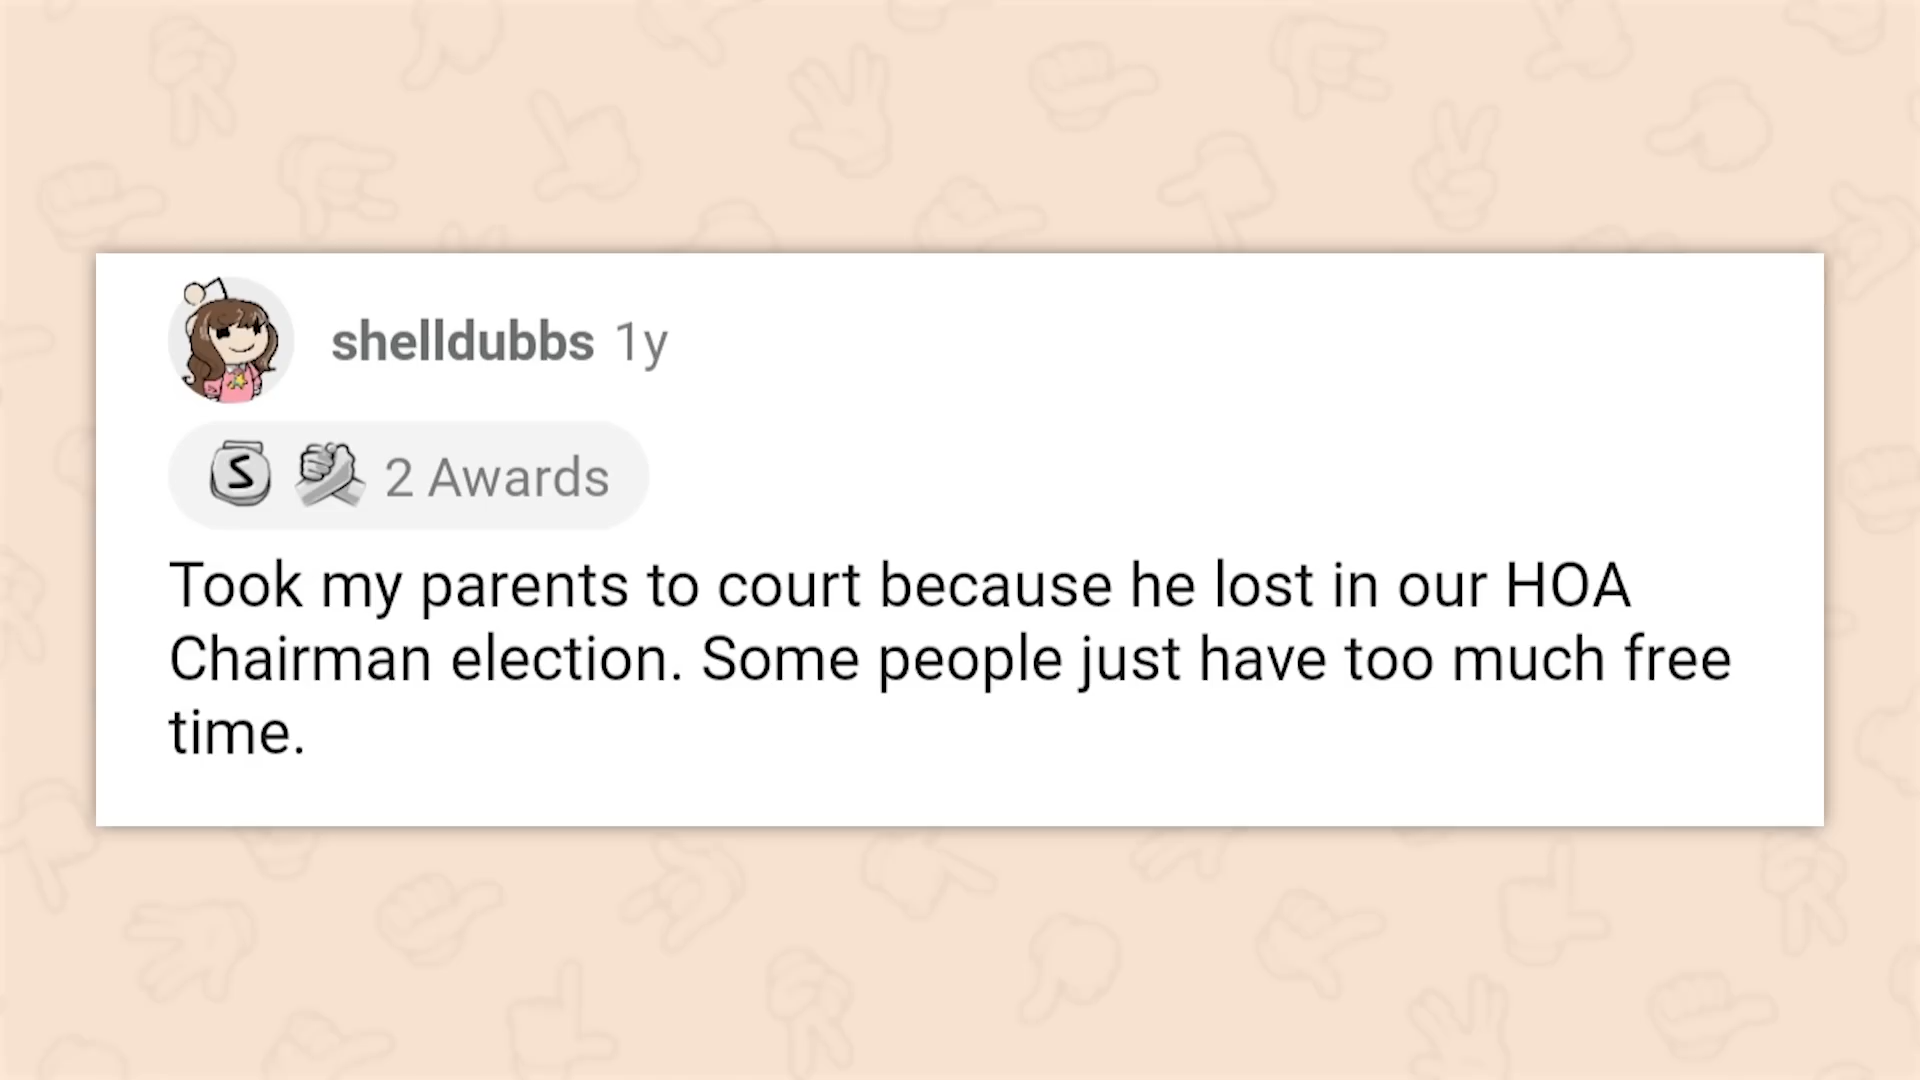 shelldubbs 1y
S 2 Awards
Took my parents to court because he lost in our HOA
Chairman election. Some people just have too much free
time.